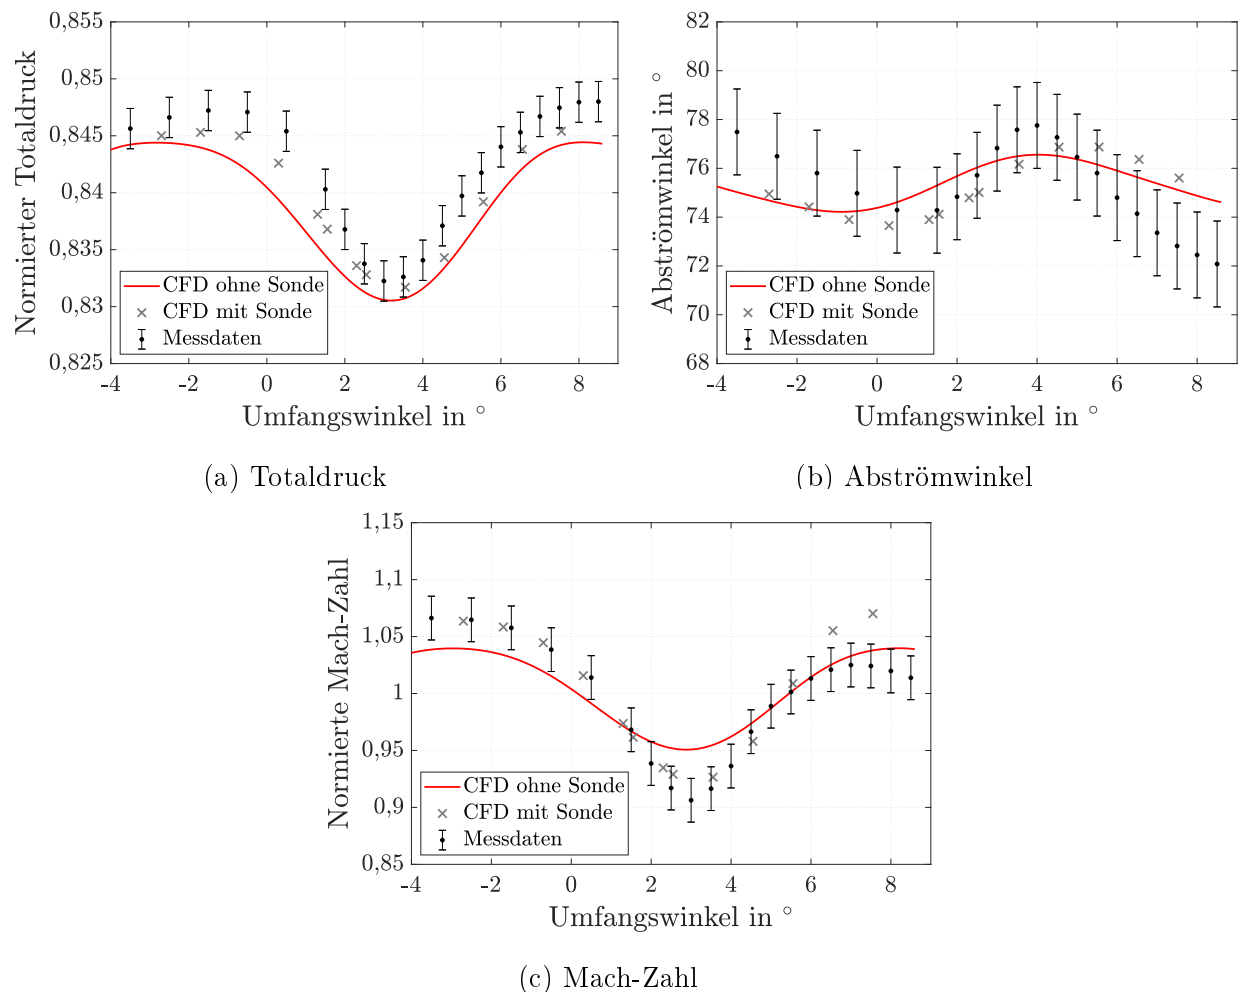 0,855
0,85
0,845
0,84
0,835
0,83
0,825
Normierter Totaldruck
CFD ohne Sonde
CFD mit Sonde
Messdaten
-4 -2 0 2 4 6 8
Umfangswinkel in °
(a) Totaldruck
82
80
78
76
74
72
70
68
Abströmwinkel in °
CFD ohne Sonde
CFD mit Sonde
Messdaten
-4 -2 0 2 4 6 8
Umfangswinkel in °
(b) Abströmwinkel
1,15
1,1
1,05
1
0,95
0,9
0,85
Normierte Mach-Zahl
CFD ohne Sonde
CFD mit Sonde
Messdaten
-4 -2 0 2 4 6 8
Umfangswinkel in °
(c) Mach-Zahl